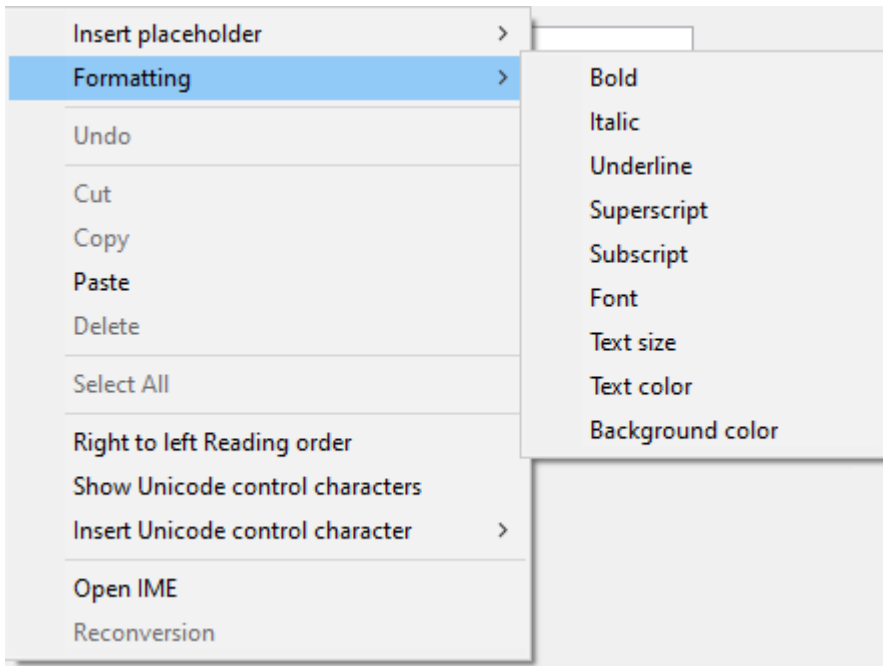 Insert placeholder
Formatting
Undo
Cut
Copy
Paste
Delete
Select All
Right to left Reading order
Show Unicode control characters
Insert Unicode control character
Open IME
Reconversion
Bold
Italic
Underline
Superscript
Subscript
Font
Text size
Text color
Background color